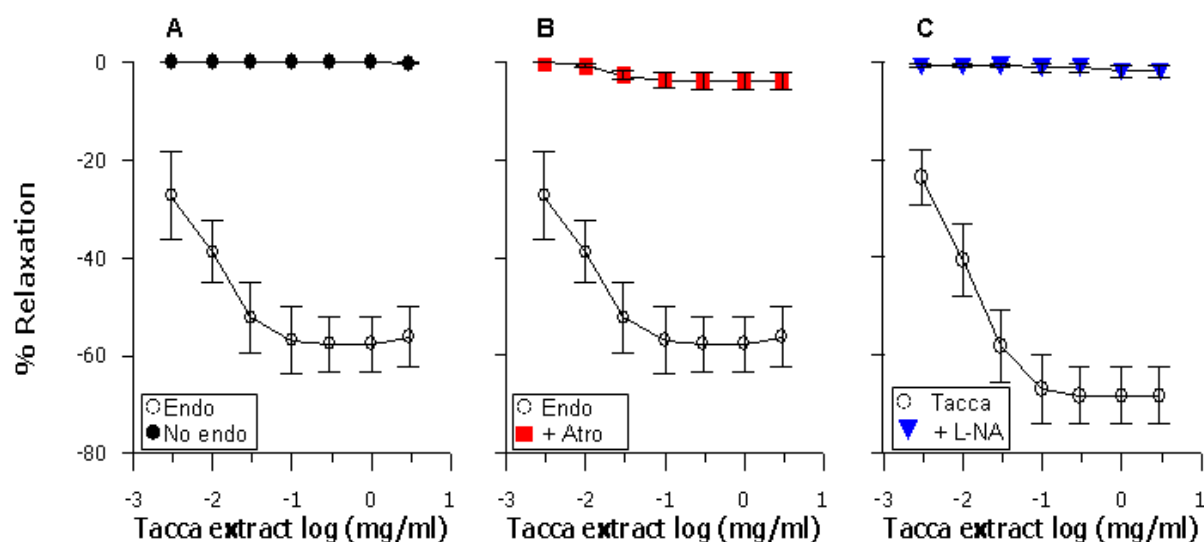 A B C
% Relaxation
0
-20
-40
-60
-80
Endo
No endo
-3 -2 -1 0 1
Tacca extract log (mg/ml)
Endo
+ Atro
-3 -2 -1 0 1
Tacca extract log (mg/ml)
Tacca
+ L-NA
-3 -2 -1 0 1
Tacca extract log (mg/ml)